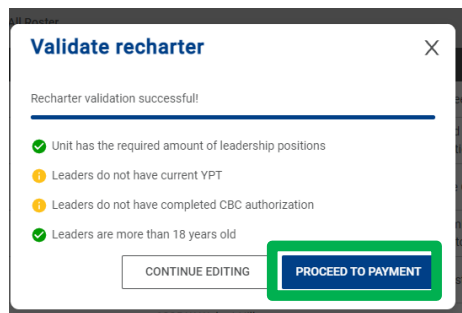 All Roster
Validate recharter
X
Recharter validation successful!
Unit has the required amount of leadership positions
Leaders do not have current YPT
Leaders do not have completed CBC authorization
Leaders are more than 18 years old
CONTINUE EDITING
PROCEED TO PAYMENT